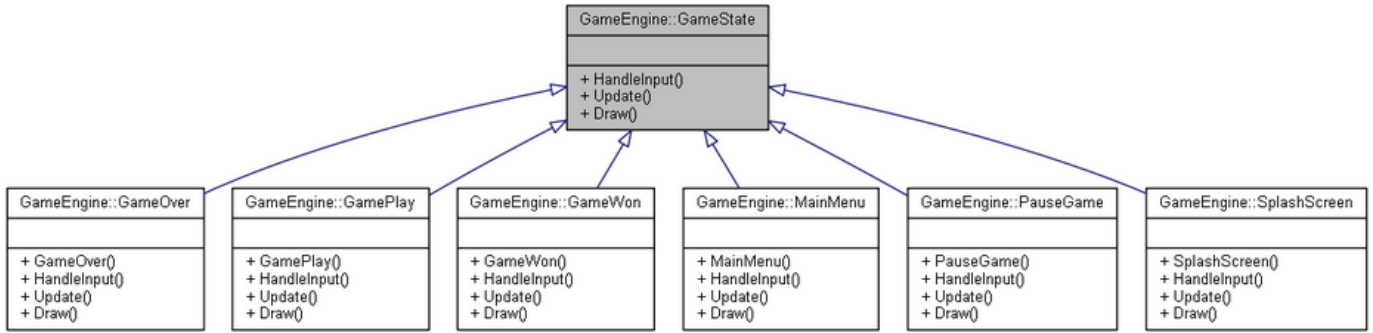 GameEngine::GameState
+ HandleInput()
+ Update()
+ Draw()
GameEngine::GameOver
+ GameOver()
+ HandleInput()
+ Update()
+ Draw()
GameEngine::GamePlay
+ GamePlay()
+ HandleInput()
+ Update()
+ Draw()
GameEngine::GameWon
+ GameWon()
+ HandleInput()
+ Update()
+ Draw()
GameEngine::MainMenu
+ MainMenu()
+ HandleInput()
+ Update()
+ Draw()
GameEngine::PauseGame
+ PauseGame()
+ HandleInput()
+ Update()
+ Draw()
GameEngine::SplashScreen
+ SplashScreen()
+ HandleInput()
+ Update()
+ Draw()